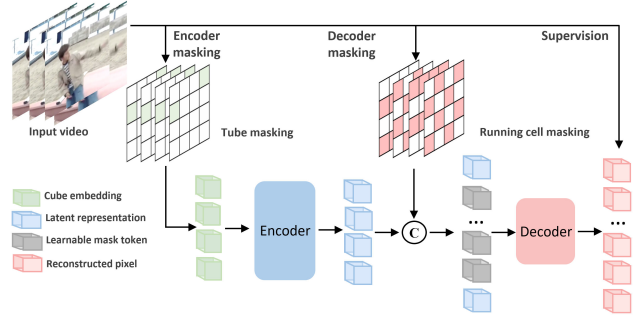 Encoder
masking
Decoder
masking
Supervision
Input video
Tube masking
Running cell masking
Cube embedding
Latent representation
Learnable mask token
Reconstructed pixel
Encoder
C
...
Decoder
...